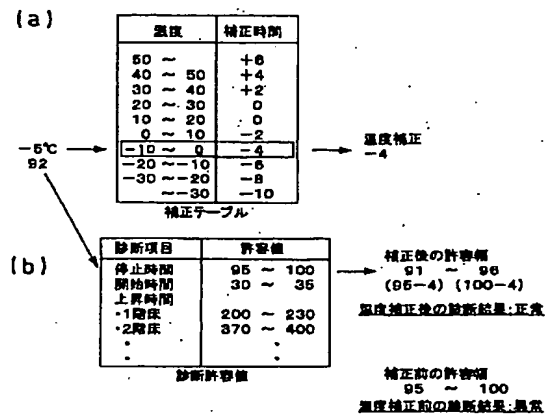 (a)
温度 補正時間
50 ~ +6
40 ~ 50 +4
30 ~ 40 +2
20 ~ 30 0
10 ~ 20 0
0 ~ 10 -2
-10 ~ 0 -4
-20 ~ -10 -6
-30 ~ -20 -8
~ -30 -10
補正テーブル
-5℃
92
温度補正
-4
(b)
診断項目 許容値
停止時間 95 ~ 100
開始時間 30 ~ 35
上昇時間
・1階床 200 ~ 230
・2階床 370 ~ 400
診断許容値
補正後の許容幅
91 ~ 96
(95-4) (100-4)
温度補正後の診断結果:正常
補正前の許容幅
95 ~ 100
温度補正前の診断結果:異常